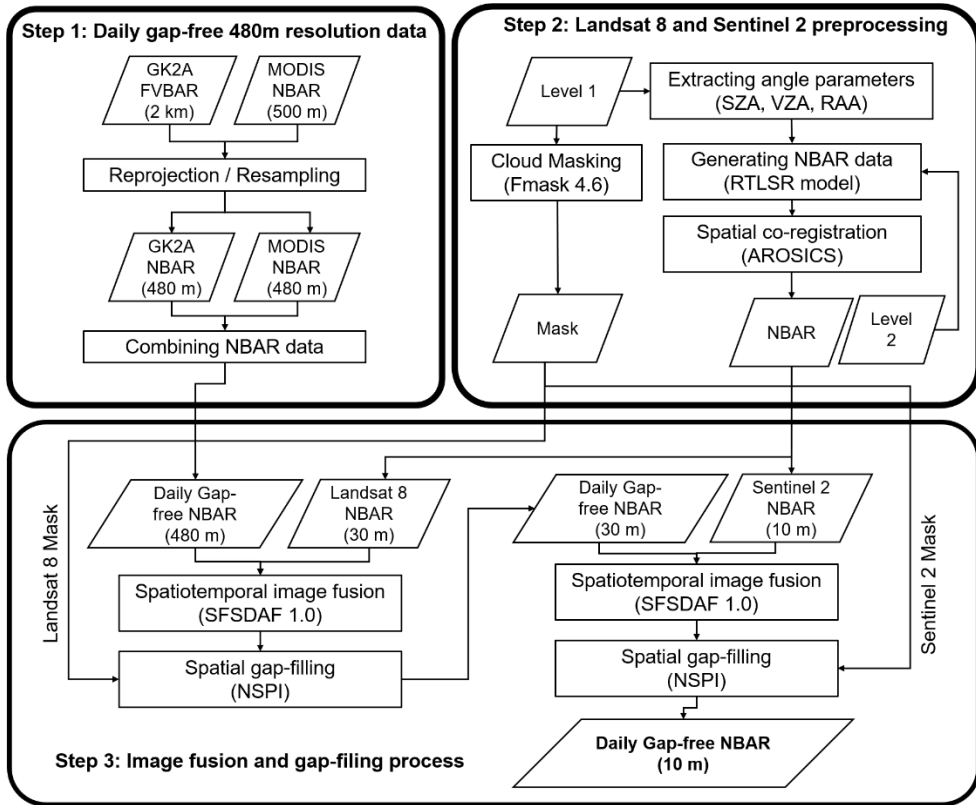 Step 1: Daily gap-free 480m resolution data
GK2A
FVBAR
(2 km)
MODIS
NBAR
(500 m)
Reprojection / Resampling
GK2A
NBAR
(480 m)
MODIS
NBAR
(480 m)
Combining NBAR data
Step 2: Landsat 8 and Sentinel 2 preprocessing
Level 1
Extracting angle parameters
(SZA, VZA, RAA)
Cloud Masking
(Fmask 4.6)
Generating NBAR data
(RTLSR model)
Spatial co-registration
(AROSICS)
Mask
NBAR
Level
2
Landsat 8 Mask
Daily Gap-
free NBAR
(480 m)
Landsat 8
NBAR
(30 m)
Spatiotemporal image fusion
(SFSDAF 1.0)
Spatial gap-filling
(NSPI)
Daily Gap-
free NBAR
(30 m)
Sentinel 2
NBAR
(10 m)
Spatiotemporal image fusion
(SFSDAF 1.0)
Spatial gap-filling
(NSPI)
Sentinel 2 Mask
Daily Gap-free NBAR
(10 m)
Step 3: Image fusion and gap-filing process